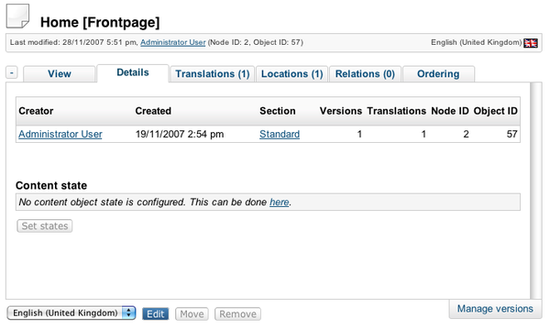 Home [Frontpage]
Last modified: 28/11/2007 5:51 pm, Administrator User (Node ID: 2, Object ID: 57) English (United Kingdom)
- View Details Translations (1) Locations (1) Relations (0) Ordering
Creator Created Section Versions Translations Node ID Object ID
Administrator User 19/11/2007 2:54 pm Standard 1 1 2 57
Content state
No content object state is configured. This can be done here.
Set states
English (United Kingdom) Edit Move Remove Manage versions